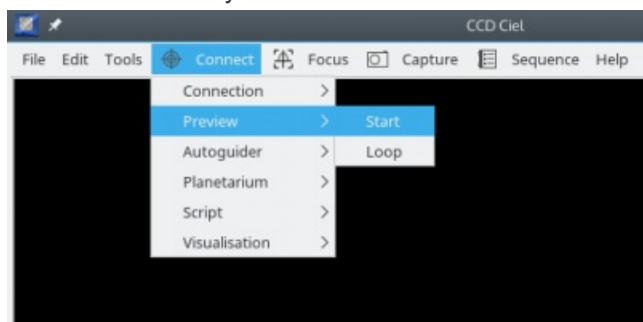 CCD Ciel
File Edit Tools Connect Focus Capture Sequence Help
Connection
Preview Start
Autoguider Loop
Planetarium
Script
Visualisation